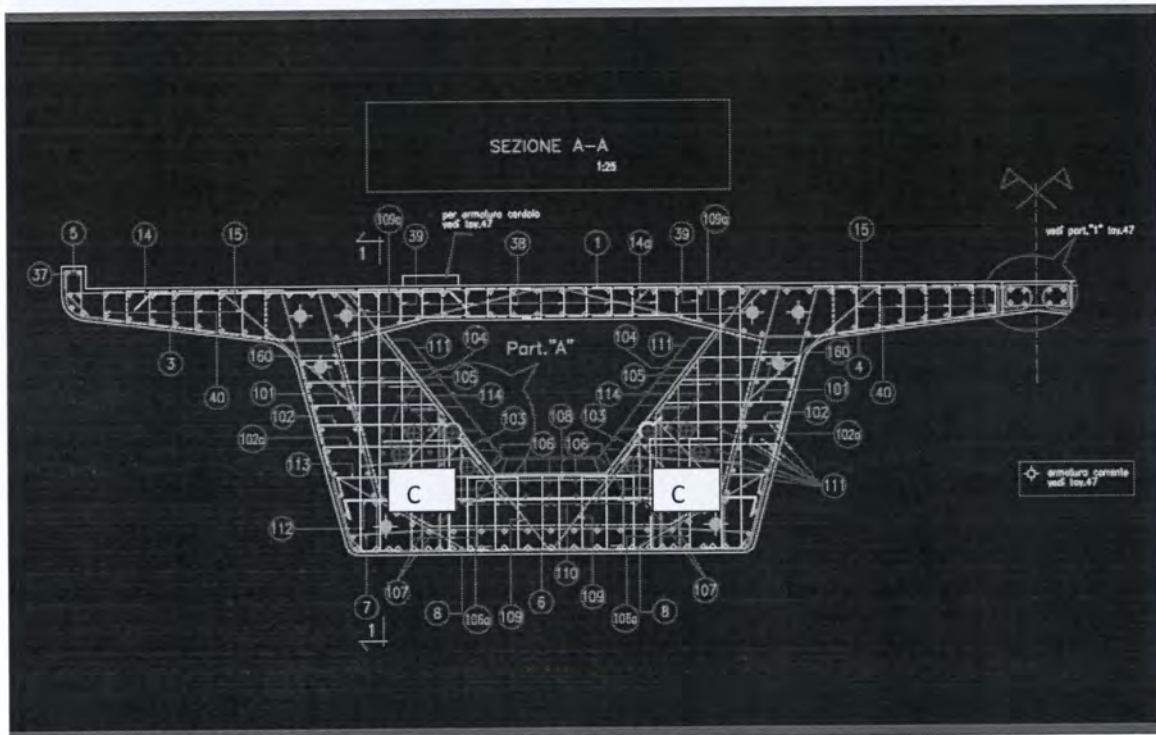 SEZIONE A-A
1:25
per armatura cordolo
vedi tav.47
vedi part."1" tav.47
109a
1
39
38
1
14a
39
109a
15
5
14
15
37
3
40
160
101
102
102a
113
112
111
104
Part."A"
105
114
103
108
103
106
106
104
111
105
114
160
4
101
40
102
102a
111
armatura corrente
vedi tav.47
C
C
7
107
8
106a
109
6
110
109
106a
8
107
1